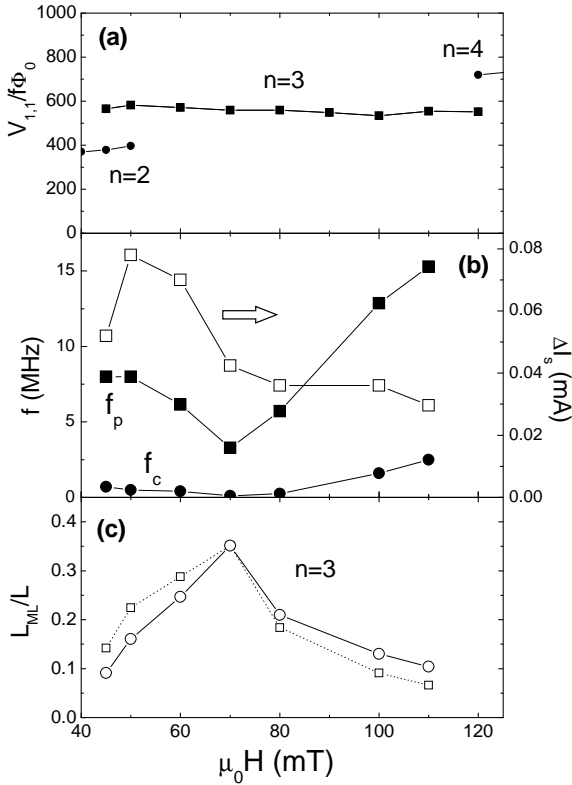 1000
(a)
n=4
800
n=3
V1,1/fΦ0
600
400
n=2
200
0
(b)
0.08
15
0.06
f (MHz)
10
ΔIs (mA)
0.04
fp
5
0.02
fc
0
0.00
0.4
(c)
n=3
0.3
LML/L
0.2
0.1
0.0
40 60 80 100 120
μ0H (mT)